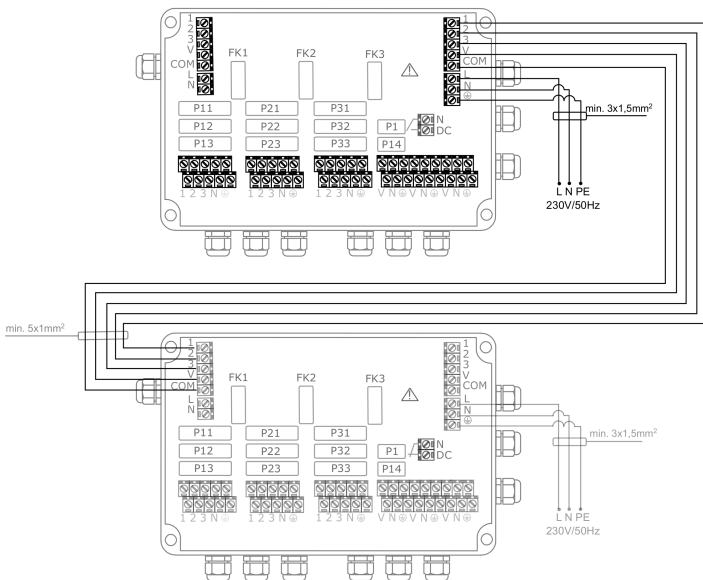 1 1
2 2
3 3
V V
COM COM
L L
N N
FK1 FK2 FK3
min. 3x1,5mm²
P11 P21 P31
P12 P22 P32 P1 N
DC
P13 P23 P33 P14
1 2 3 N 1 2 3 N 1 2 3 N V N V N V N
L N PE
230V/50Hz
min. 5x1mm²
1 1
2 2
3 3
V V
COM COM
L L
N N
FK1 FK2 FK3
min. 3x1,5mm²
P11 P21 P31
P12 P22 P32 P1 N
DC
P13 P23 P33 P14
1 2 3 N 1 2 3 N 1 2 3 N V N V N V N
L N PE
230V/50Hz